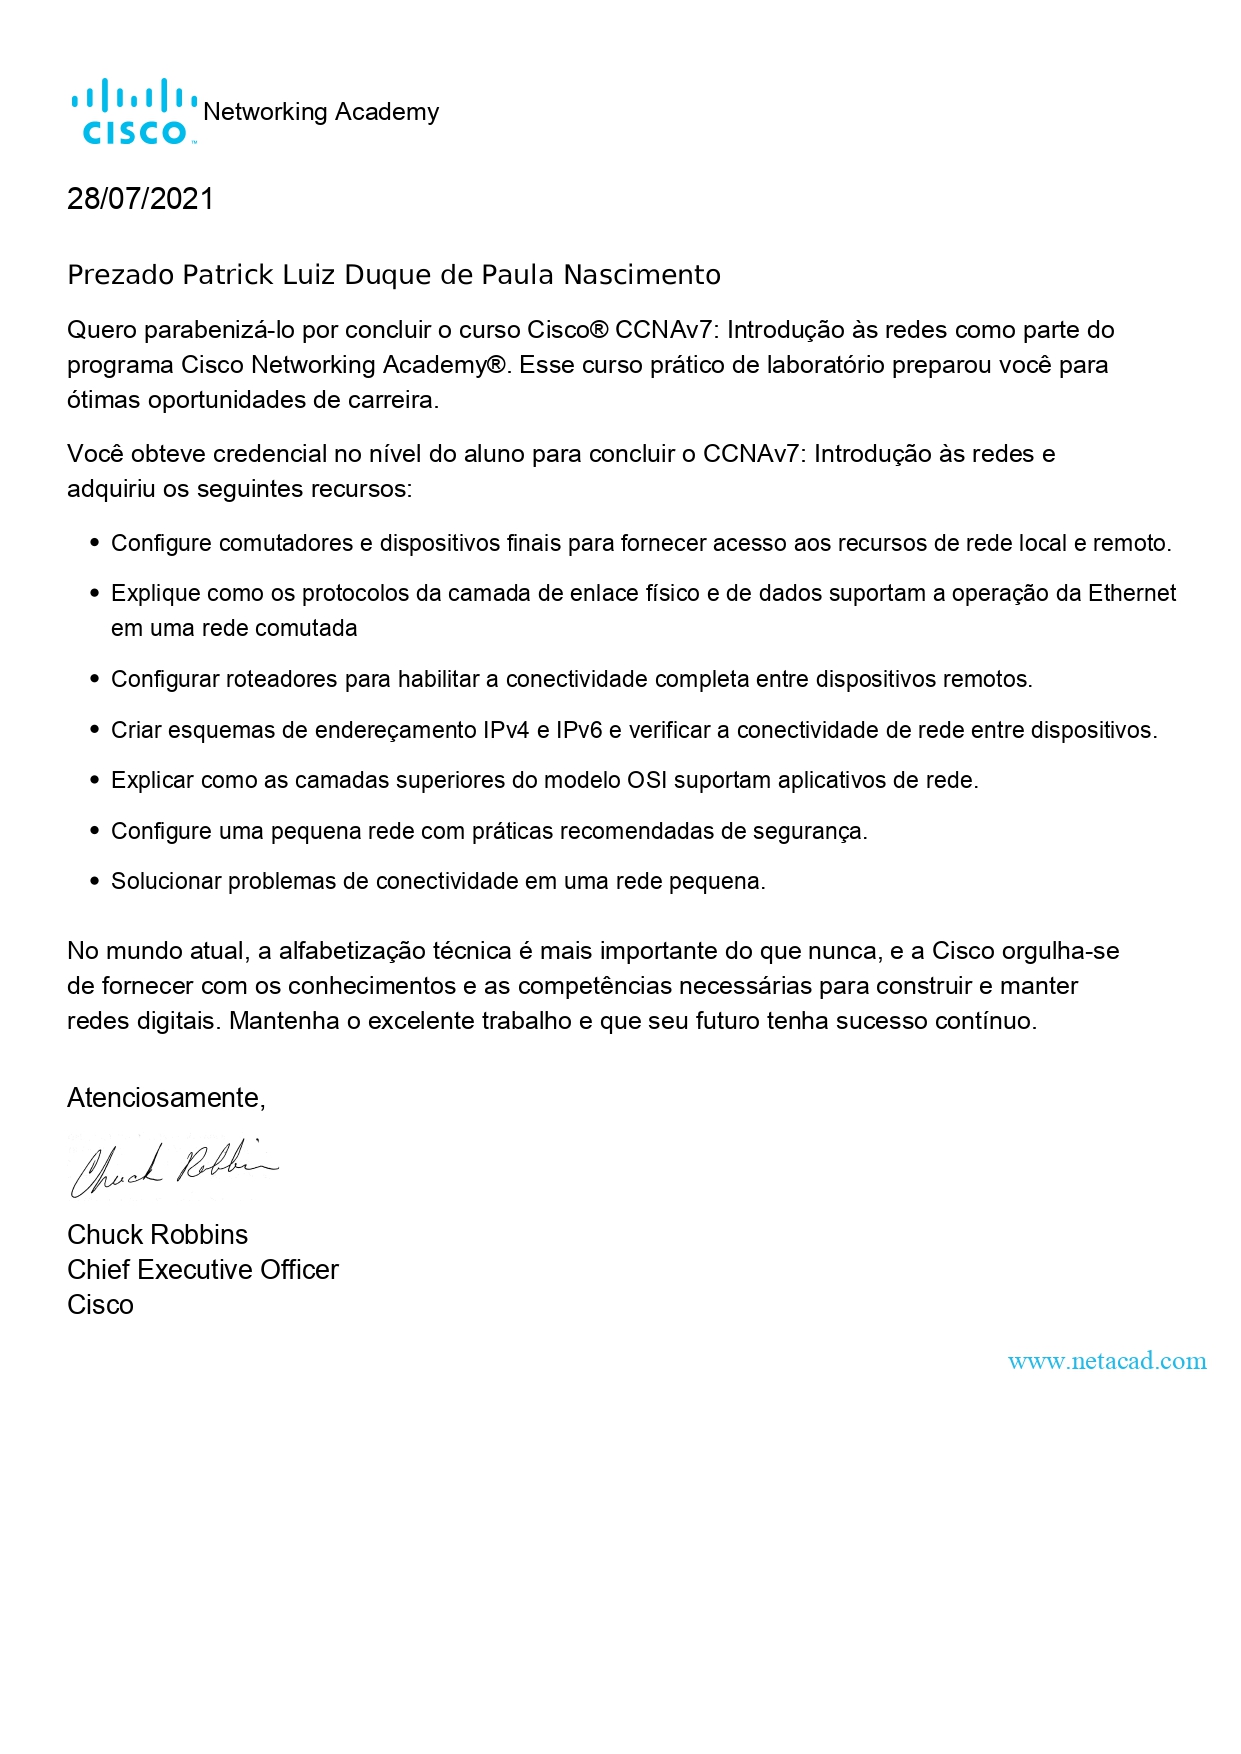 CISCO™
Networking Academy
28/07/2021
Prezado Patrick Luiz Duque de Paula Nascimento
Quero parabenizá-lo por concluir o curso Cisco® CCNAv7: Introdução às redes como parte do
programa Cisco Networking Academy®. Esse curso prático de laboratório preparou você para
ótimas oportunidades de carreira.
Você obteve credencial no nível do aluno para concluir o CCNAv7: Introdução às redes e
adquiriu os seguintes recursos:
• Configure comutadores e dispositivos finais para fornecer acesso aos recursos de rede local e remoto.
• Explique como os protocolos da camada de enlace físico e de dados suportam a operação da Ethernet
em uma rede comutada
• Configurar roteadores para habilitar a conectividade completa entre dispositivos remotos.
• Criar esquemas de endereçamento IPv4 e IPv6 e verificar a conectividade de rede entre dispositivos.
• Explicar como as camadas superiores do modelo OSI suportam aplicativos de rede.
• Configure uma pequena rede com práticas recomendadas de segurança.
• Solucionar problemas de conectividade em uma rede pequena.
No mundo atual, a alfabetização técnica é mais importante do que nunca, e a Cisco orgulha-se
de fornecer com os conhecimentos e as competências necessárias para construir e manter
redes digitais. Mantenha o excelente trabalho e que seu futuro tenha sucesso contínuo.
Atenciosamente,
Chuck Robbins
Chuck Robbins
Chief Executive Officer
Cisco
www.netacad.com